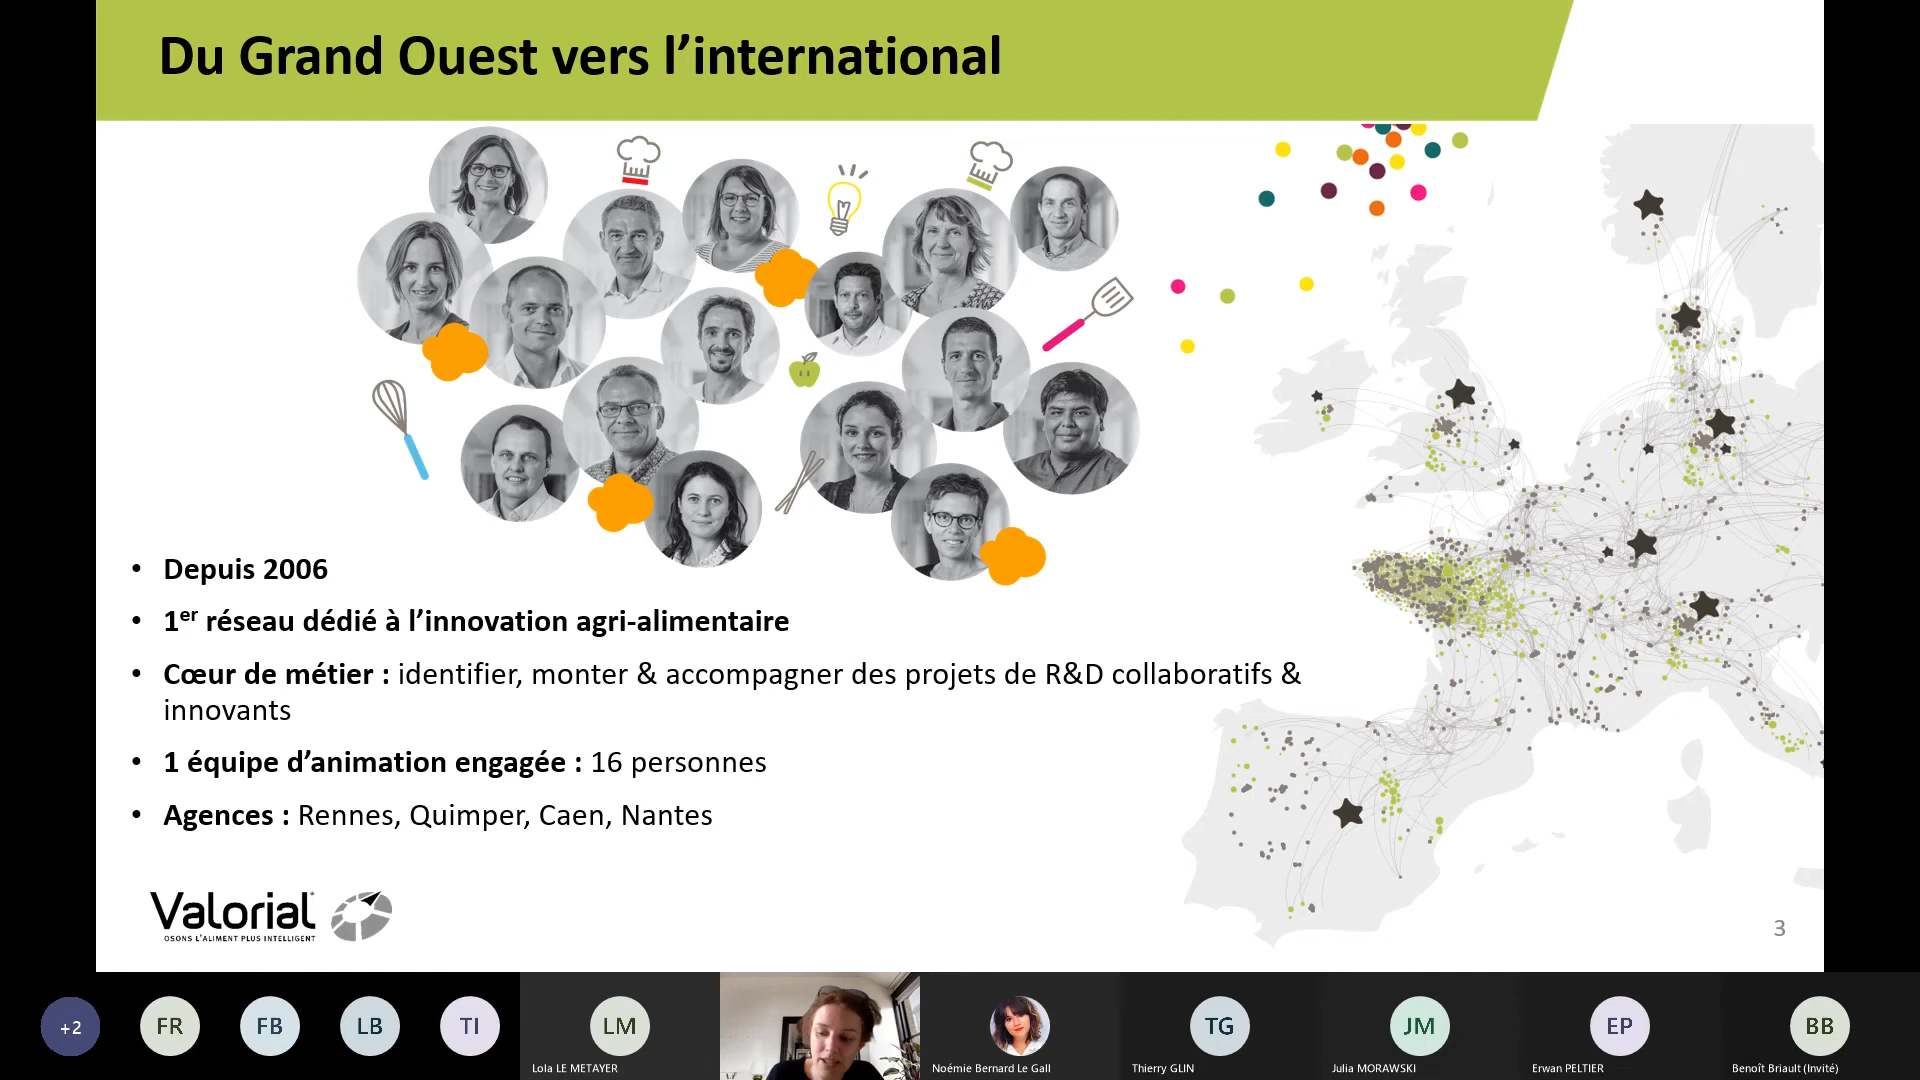 Du Grand Ouest vers l’international
• Depuis 2006
• 1er réseau dédié à l’innovation agri-alimentaire
• Cœur de métier : identifier, monter & accompagner des projets de R&D collaboratifs &
innovants
• 1 équipe d’animation engagée : 16 personnes
• Agences : Rennes, Quimper, Caen, Nantes
Valorial
OSONS L'ALIMENT PLUS INTELLIGENT
3
+2
FR
FB
LB
TI
LM
TG
JM
EP
BB
Lola LE METAYER
Noémie Bernard Le Gall
Thierry GLIN
Julia MORAWSKI
Erwan PELTIER
Benoît Briault (Invité)